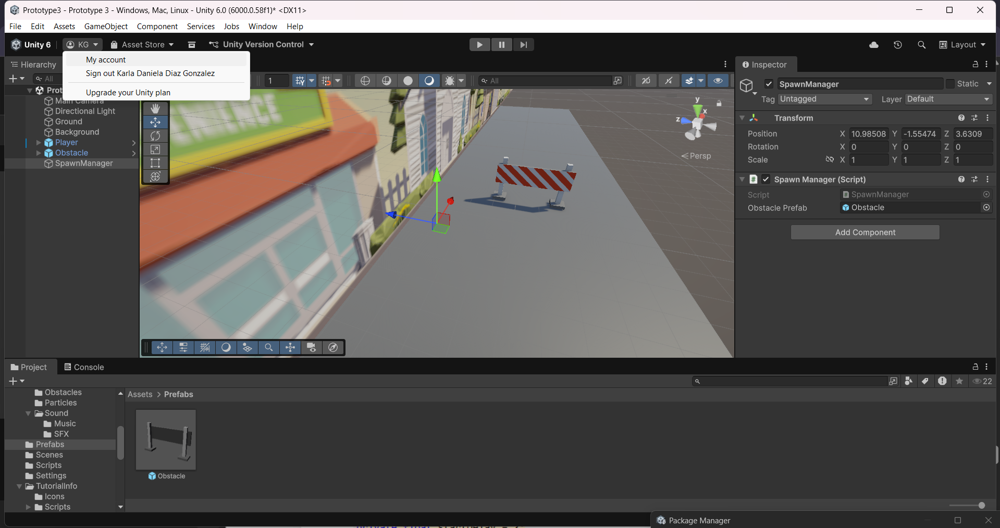 Prototype3 - Prototype 3 - Windows, Mac, Linux - Unity 6.0 (6000.0.58f1)* <DX11>
File Edit Assets GameObject Component Services Jobs Window Help
Unity 6 KG Asset Store Unity Version Control Layout
My account
Sign out Karla Daniela Diaz Gonzalez
Upgrade your Unity plan
Hierarchy
All
Main Camera
Directional Light
Ground
Background
Player
Obstacle
SpawnManager
1
All
2D
y
x
z
Persp
Inspector
SpawnManager Static
Tag Untagged Layer Default
Transform
Position X 10.98508 Y -1.55474 Z 3.6309
Rotation X 0 Y 0 Z 0
Scale X 1 Y 1 Z 1
Spawn Manager (Script)
Script SpawnManager
Obstacle Prefab Obstacle
Add Component
Project Console
22
Obstacles
Particles
Sound
Music
SFX
Prefabs
Scenes
Scripts
Settings
TutorialInfo
Icons
Scripts
Assets > Prefabs
Obstacle
Package Manager